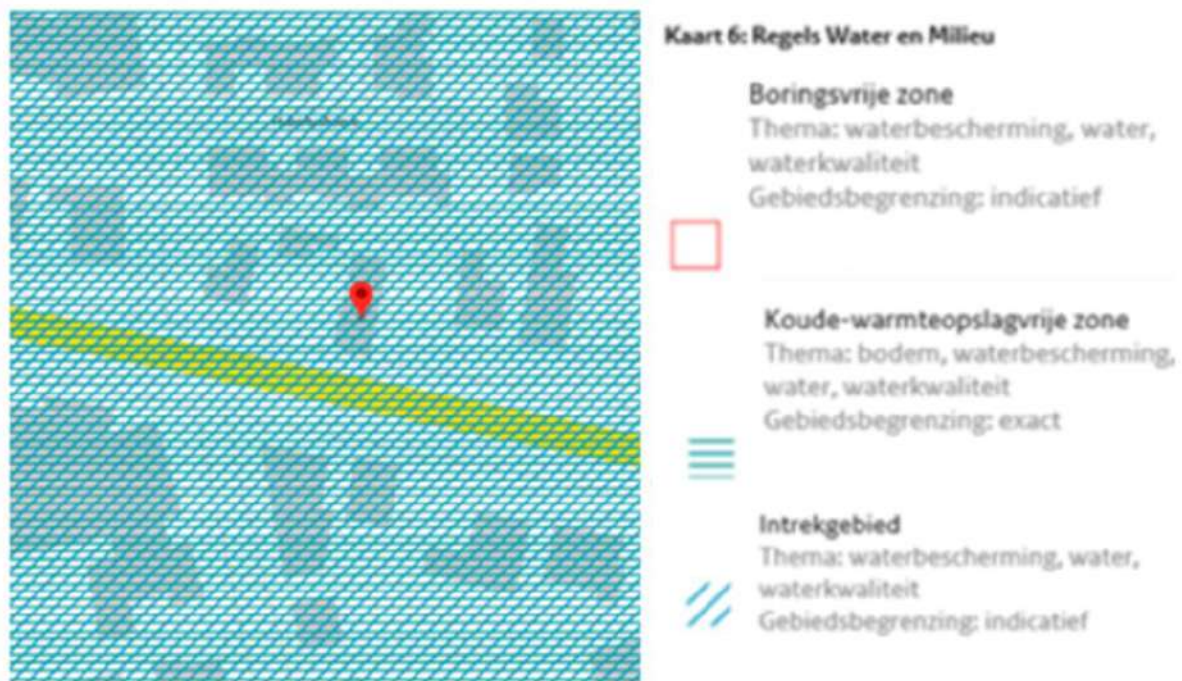 Kaart 6: Regels Water en Milieu
Boringsvrije zone
Thema: waterbescherming, water,
waterkwaliteit
Gebiedsbegrenzing: indicatief
Koude-warmteopslagvrije zone
Thema: bodem, waterbescherming,
water, waterkwaliteit
Gebiedsbegrenzing: exact
Intrekgebied
Thema: waterbescherming, water,
waterkwaliteit
Gebiedsbegrenzing: indicatief